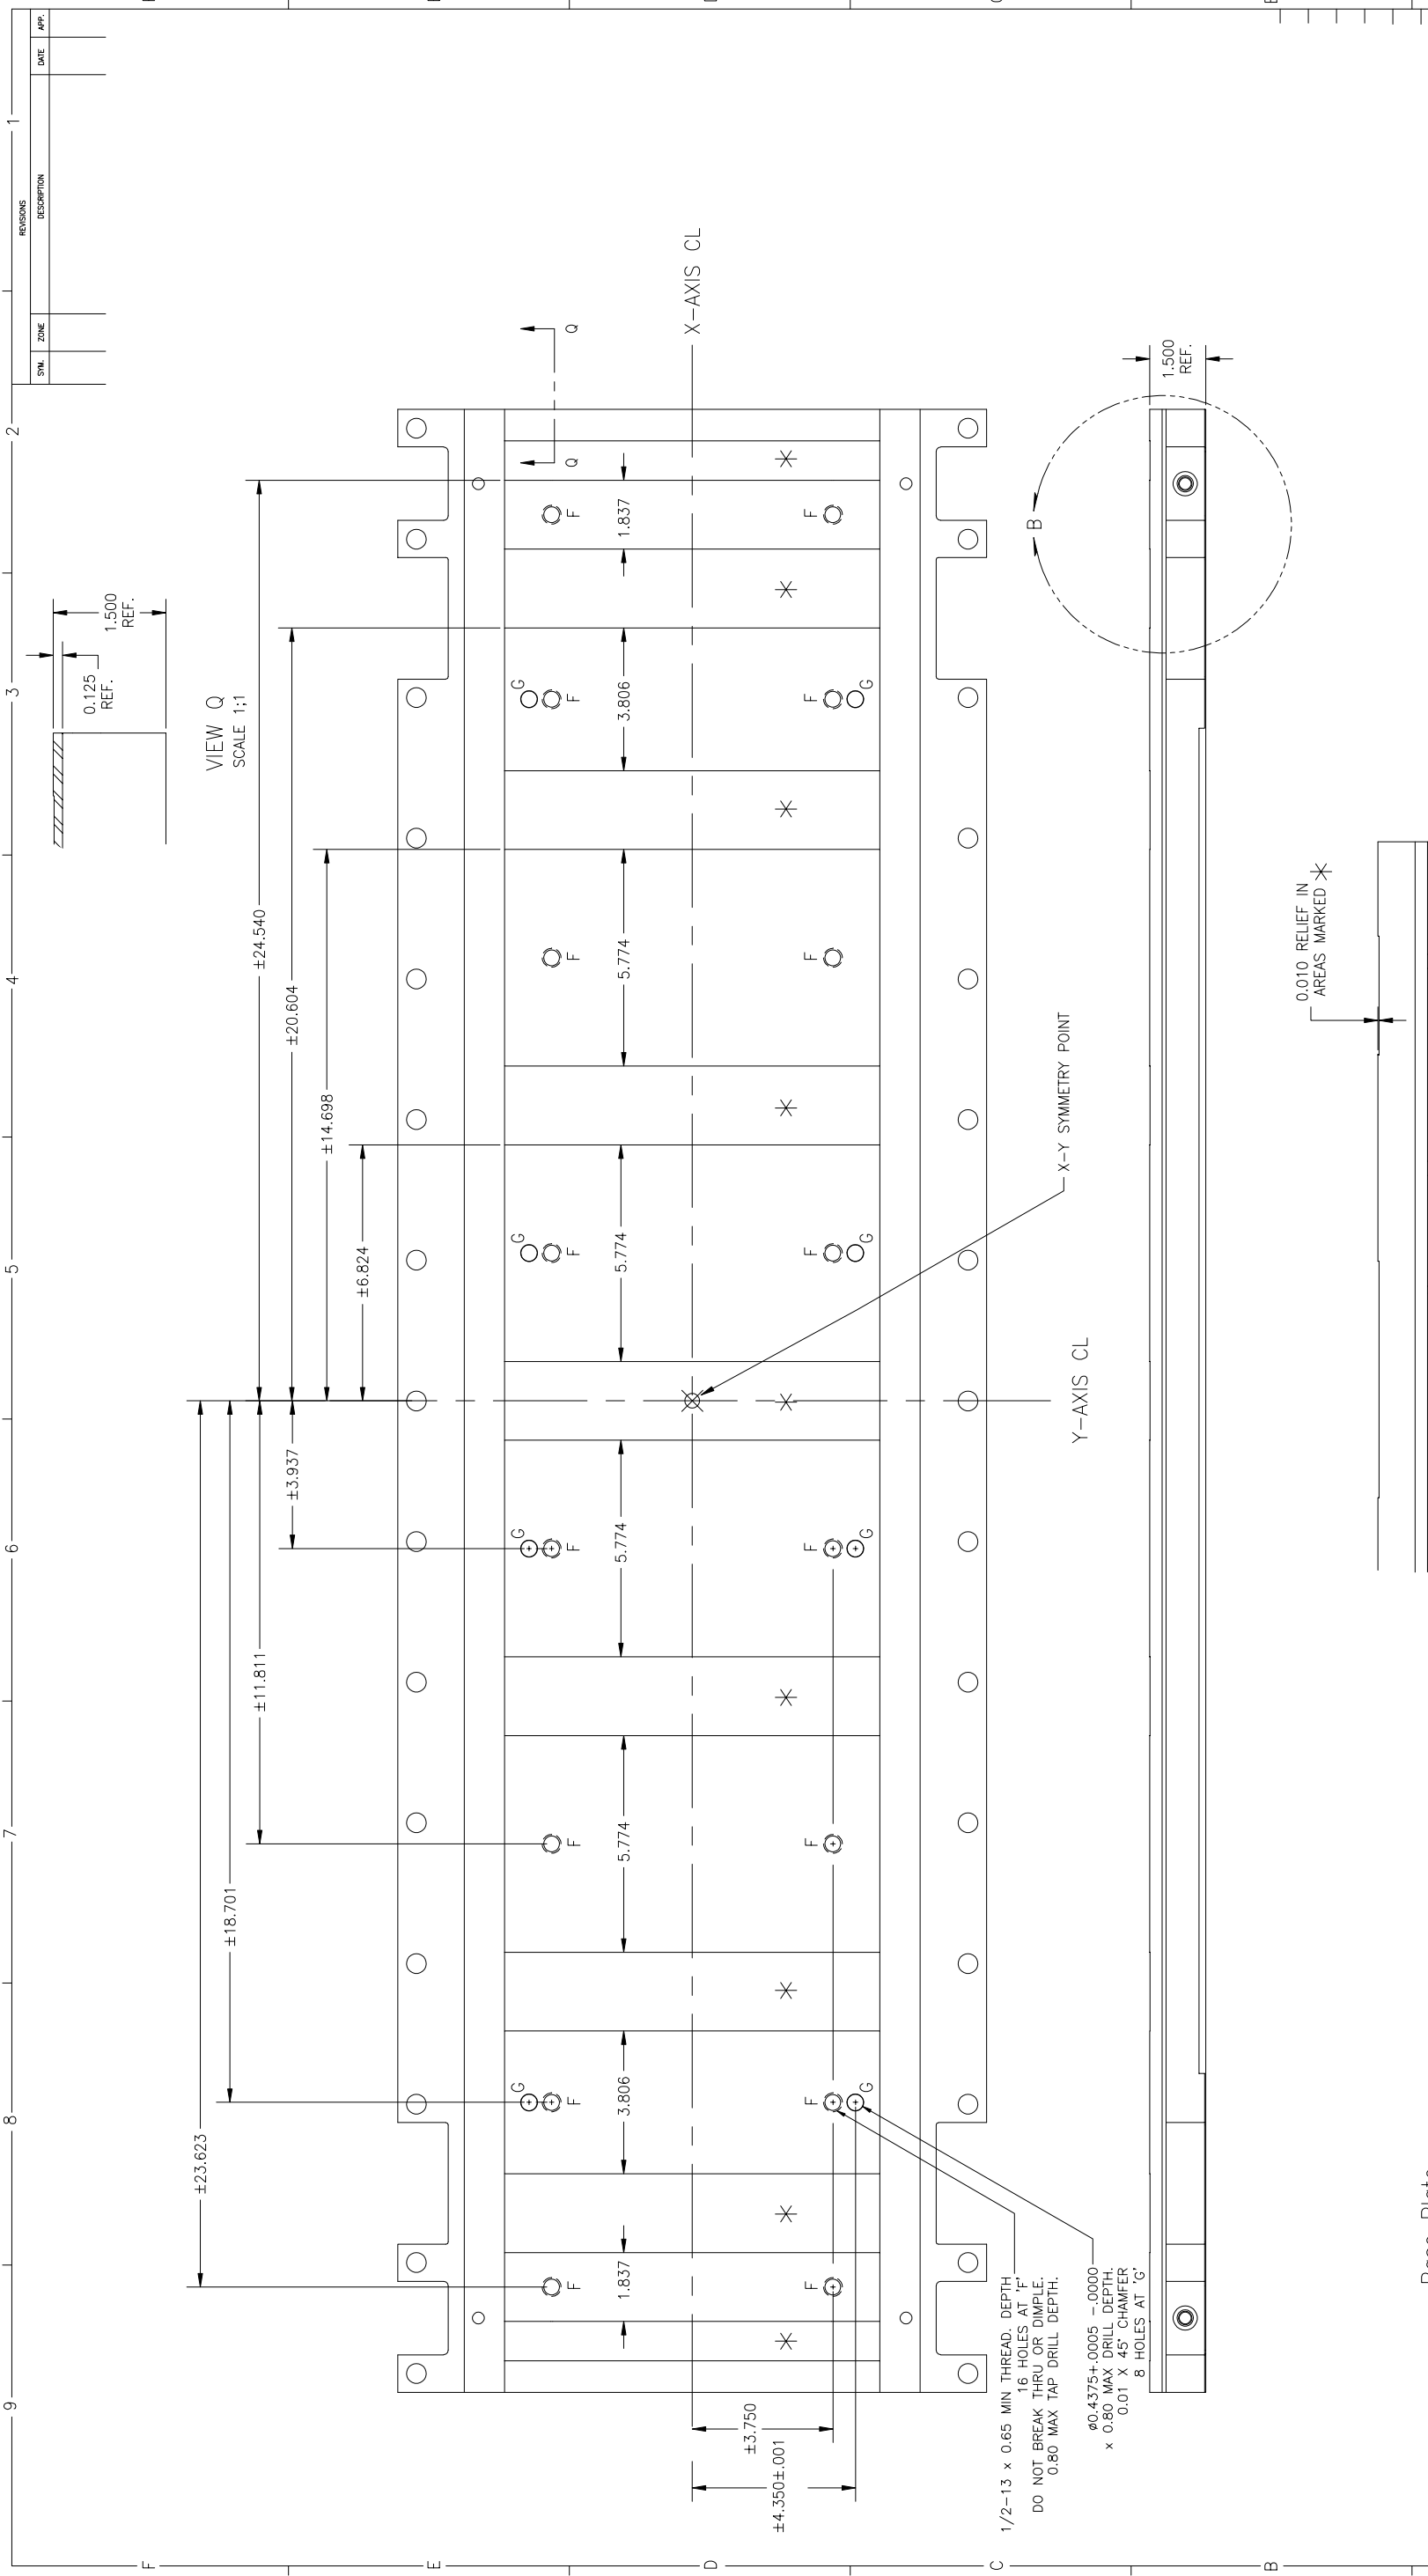 REVISIONS
SYM. ZONE DESCRIPTION DATE APP.
9 8 7 6 5 4 3 2 1
F
E
D
C
B
0.125
REF.
1.500
REF.
VIEW Q
SCALE 1;1
±23.623
±18.701
±11.811
±3.937
±24.540
±20.604
±14.698
±6.824
Q
Q
G G G G
F F F F F F F F
1.837 3.806 5.774 5.774 5.774 5.774 3.806 1.837
X-AXIS CL
F F F F F F F F
G G G G
±3.750
±4.350±.001
X-Y SYMMETRY POINT
Y-AXIS CL
1/2-13 x 0.65 MIN THREAD. DEPTH
16 HOLES AT 'F'
DO NOT BREAK THRU OR DIMPLE.
0.80 MAX TAP DRILL DEPTH.
ø0.4375+.0005 -.0000
x 0.80 MAX DRILL DEPTH.
0.01 X 45° CHAMFER
8 HOLES AT 'G'
B
1.500
REF.
0.010 RELIEF IN
AREAS MARKED